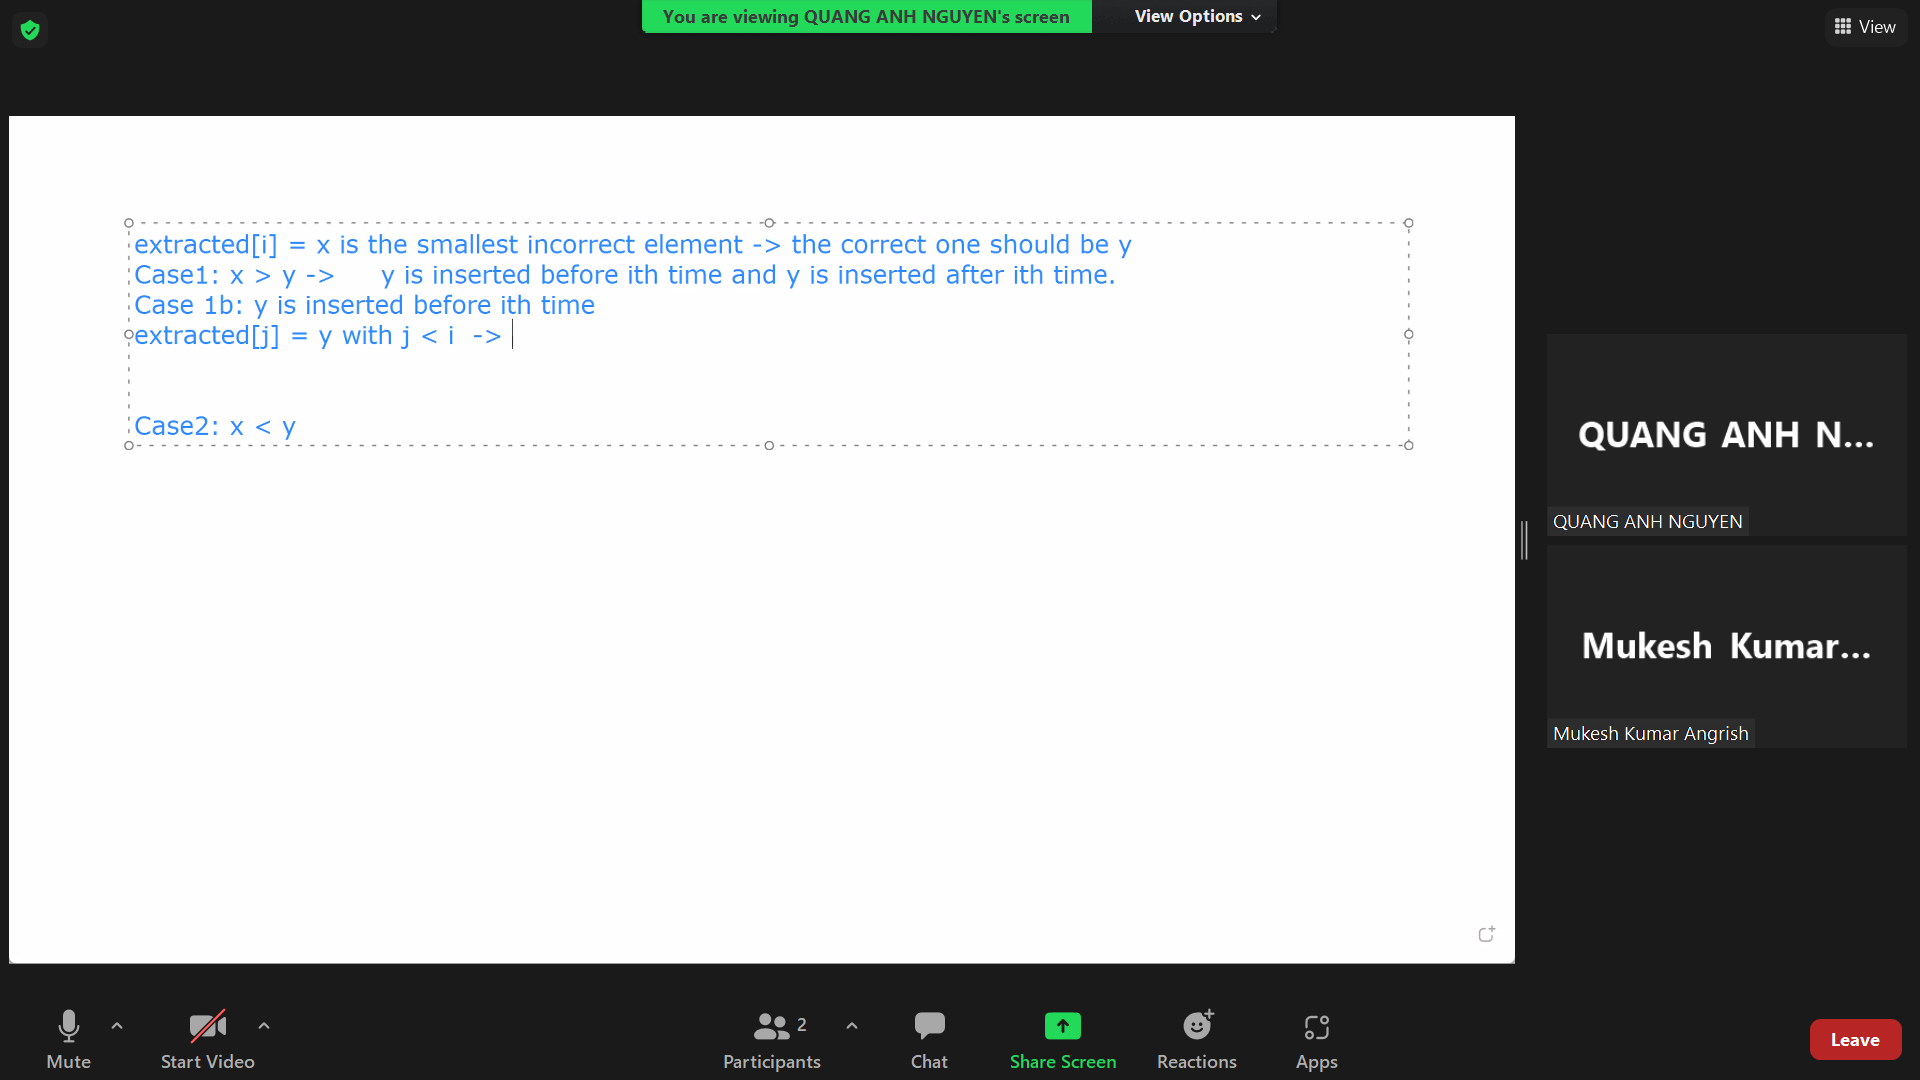 You are viewing QUANG ANH NGUYEN's screen
View Options
View
extracted[i] = x is the smallest incorrect element -> the correct one should be y
Case1: x > y -> y is inserted before ith time and y is inserted after ith time.
Case 1b: y is inserted before ith time
extracted[j] = y with j < i ->
Case2: x < y
QUANG ANH N...
QUANG ANH NGUYEN
Mukesh Kumar...
Mukesh Kumar Angrish
Mute
Start Video
2
Participants
Chat
Share Screen
Reactions
Apps
Leave